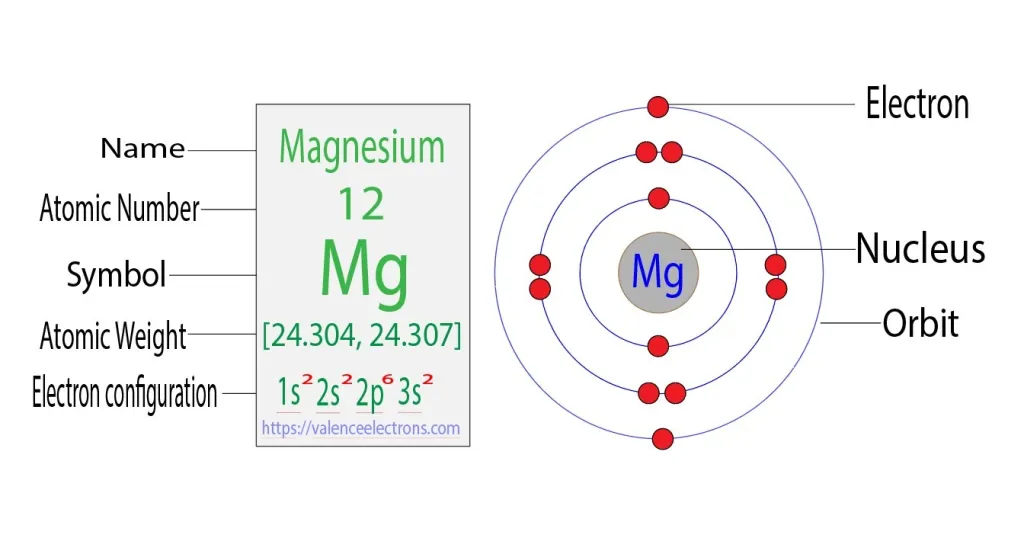 Name
Magnesium
Atomic Number
12
Symbol
Mg
Atomic Weight
[24.304, 24.307]
Electron configuration
1s² 2s² 2p⁶ 3s²
https://valenceelectrons.com
Electron
Mg
Nucleus
Orbit